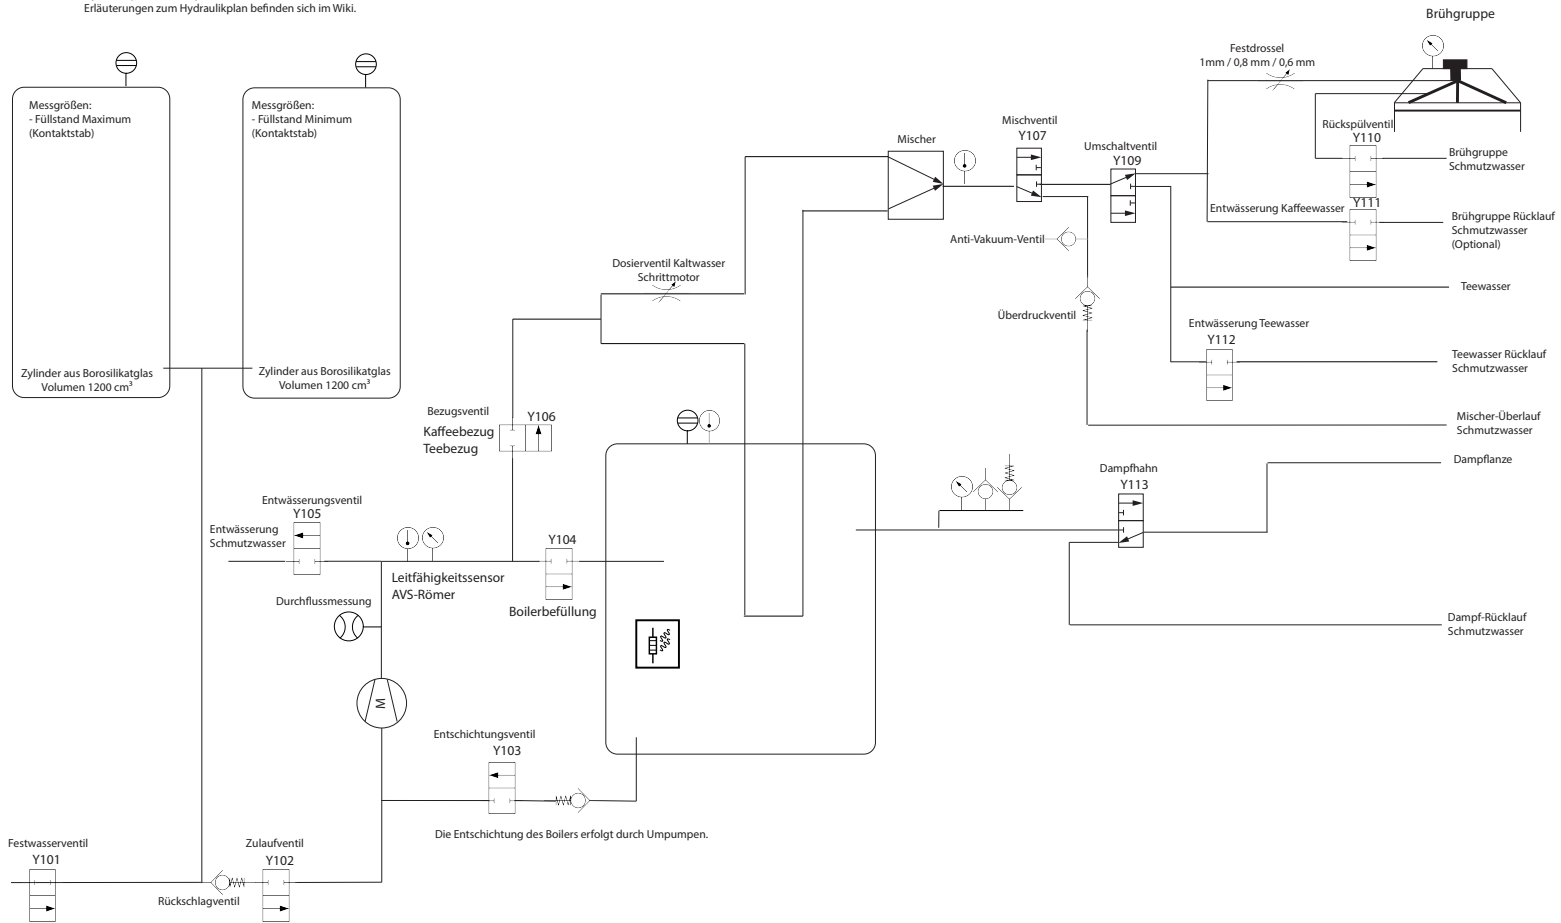 Erläuterungen zum Hydraulikplan befinden sich im Wiki.
Brühgruppe
Messgrößen:
- Füllstand Maximum
(Kontaktstab)
Messgrößen:
- Füllstand Minimum
(Kontaktstab)
Zylinder aus Borosilikatglas
Volumen 1200 cm³
Zylinder aus Borosilikatglas
Volumen 1200 cm³
Festdrossel
1mm / 0,8 mm / 0,6 mm
Mischer
Mischventil
Y107
Umschaltventil
Y109
Rückspülventil
Y110
Brühgruppe
Schmutzwasser
Entwässerung Kaffeewasser
Y111
Brühgruppe Rücklauf
Schmutzwasser
(Optional)
Anti-Vakuum-Ventil
Dosierventil Kaltwasser
Schrittmotor
Teewasser
Überdruckventil
Entwässerung Teewasser
Y112
Teewasser Rücklauf
Schmutzwasser
Bezugsventil
Y106
Kaffeebezug
Teebezug
Mischer-Überlauf
Schmutzwasser
Dampflanze
Dampfhahn
Y113
Entwässerungsventil
Y105
Entwässerung
Schmutzwasser
Y104
Leitfähigkeitssensor
AVS-Römer
Boilerbefüllung
Durchflussmessung
M
Dampf-Rücklauf
Schmutzwasser
Entschichtungsventil
Y103
Die Entschichtung des Boilers erfolgt durch Umpumpen.
Festwasserventil
Y101
Zulaufventil
Y102
Rückschlagventil